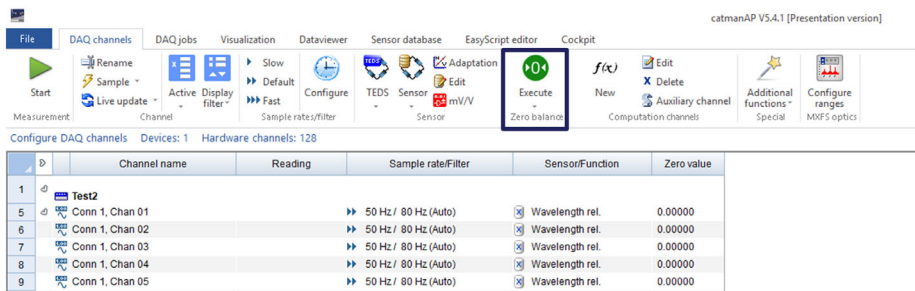 catmanAP V5.4.1 [Presentation version]
File DAQ channels DAQ jobs Visualization Dataviewer Sensor database EasyScript editor Cockpit
Rename Slow TEDS Adaptation >0< f(x) Edit
Sample Default Edit Delete
Start Live update Active Display filter Fast Configure TEDS Sensor mV/V Execute New Auxiliary channel Additional functions Configure ranges
Measurement Channel Sample rates/filter Sensor Zero balance Computation channels Special MXFS optics
Configure DAQ channels Devices: 1 Hardware channels: 128
Channel name Reading Sample rate/Filter Sensor/Function Zero value
1 Test2
5 Conn 1, Chan 01 50 Hz / 80 Hz (Auto) Wavelength rel. 0.00000
6 Conn 1, Chan 02 50 Hz / 80 Hz (Auto) Wavelength rel. 0.00000
7 Conn 1, Chan 03 50 Hz / 80 Hz (Auto) Wavelength rel. 0.00000
8 Conn 1, Chan 04 50 Hz / 80 Hz (Auto) Wavelength rel. 0.00000
9 Conn 1, Chan 05 50 Hz / 80 Hz (Auto) Wavelength rel. 0.00000